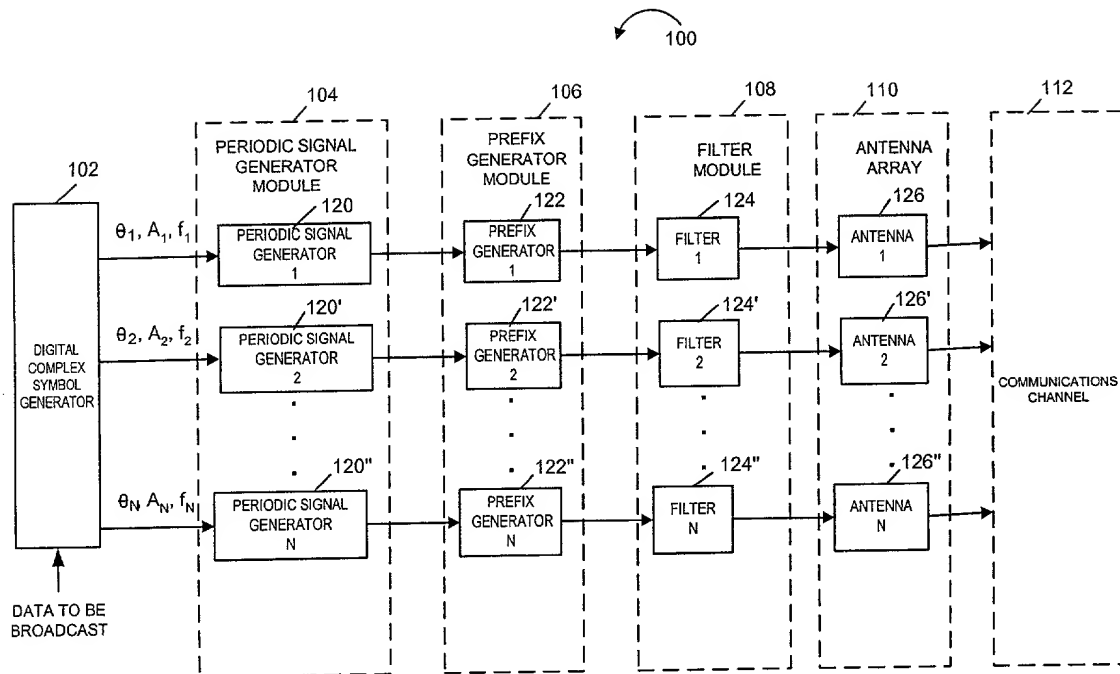 100
104
106
108
110
112
102
PERIODIC SIGNAL
GENERATOR
MODULE
PREFIX
GENERATOR
MODULE
FILTER
MODULE
ANTENNA
ARRAY
120
122
124
126
θ1, A1, f1
PERIODIC SIGNAL
GENERATOR
1
PREFIX
GENERATOR
1
FILTER
1
ANTENNA
1
120'
122'
124'
126'
θ2, A2, f2
PERIODIC SIGNAL
GENERATOR
2
PREFIX
GENERATOR
2
FILTER
2
ANTENNA
2
DIGITAL
COMPLEX
SYMBOL
GENERATOR
COMMUNICATIONS
CHANNEL
120"
122"
124"
126"
θN, AN, fN
PERIODIC SIGNAL
GENERATOR
N
PREFIX
GENERATOR
N
FILTER
N
ANTENNA
N
DATA TO BE
BROADCAST